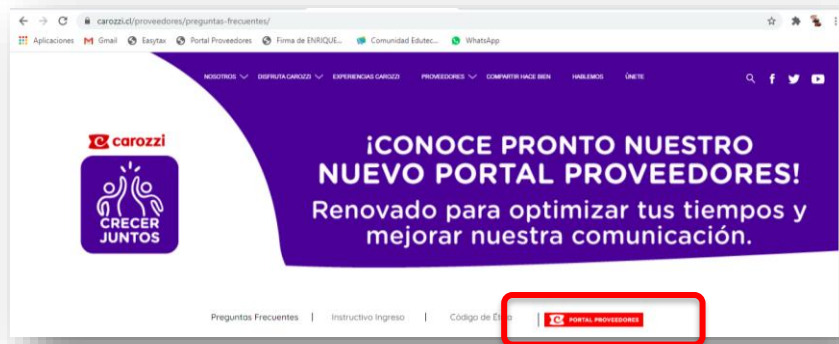 carozzi.cl/proveedores/preguntas-frecuentes/
Aplicaciones Gmail Easytax Portal Proveedores Firma de ENRIQUE... Comunidad Edutec... WhatsApp
NOSOTROS DISFRUTA CAROZZI EXPERIENCIAS CAROZZI PROVEEDORES COMPARTIR HACE BIEN HABLEMOS ÚNETE
carozzi
CRECER
JUNTOS
¡CONOCE PRONTO NUESTRO
NUEVO PORTAL PROVEEDORES!
Renovado para optimizar tus tiempos y
mejorar nuestra comunicación.
Preguntas Frecuentes | Instructivo Ingreso | Código de Ética | PORTAL PROVEEDORES